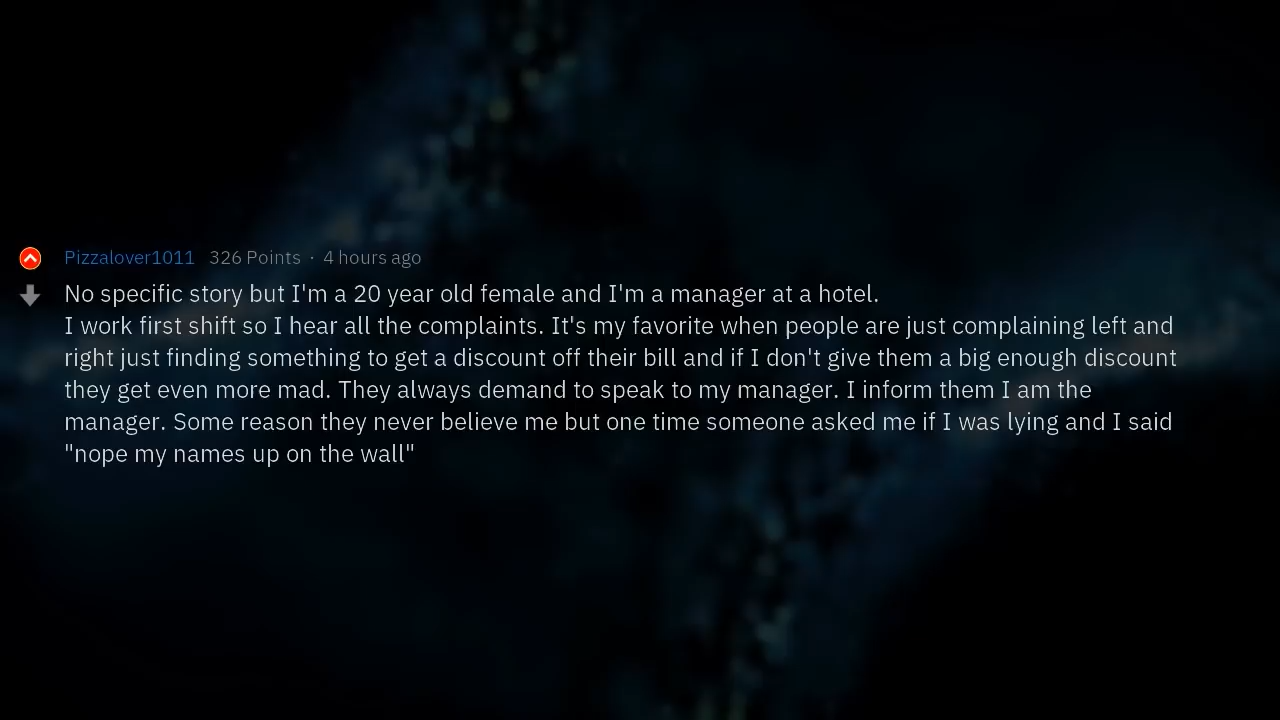 Pizzalover1011 326 Points · 4 hours ago
No specific story but I'm a 20 year old female and I'm a manager at a hotel.
I work first shift so I hear all the complaints. It's my favorite when people are just complaining left and
right just finding something to get a discount off their bill and if I don't give them a big enough discount
they get even more mad. They always demand to speak to my manager. I inform them I am the
manager. Some reason they never believe me but one time someone asked me if I was lying and I said
"nope my names up on the wall"